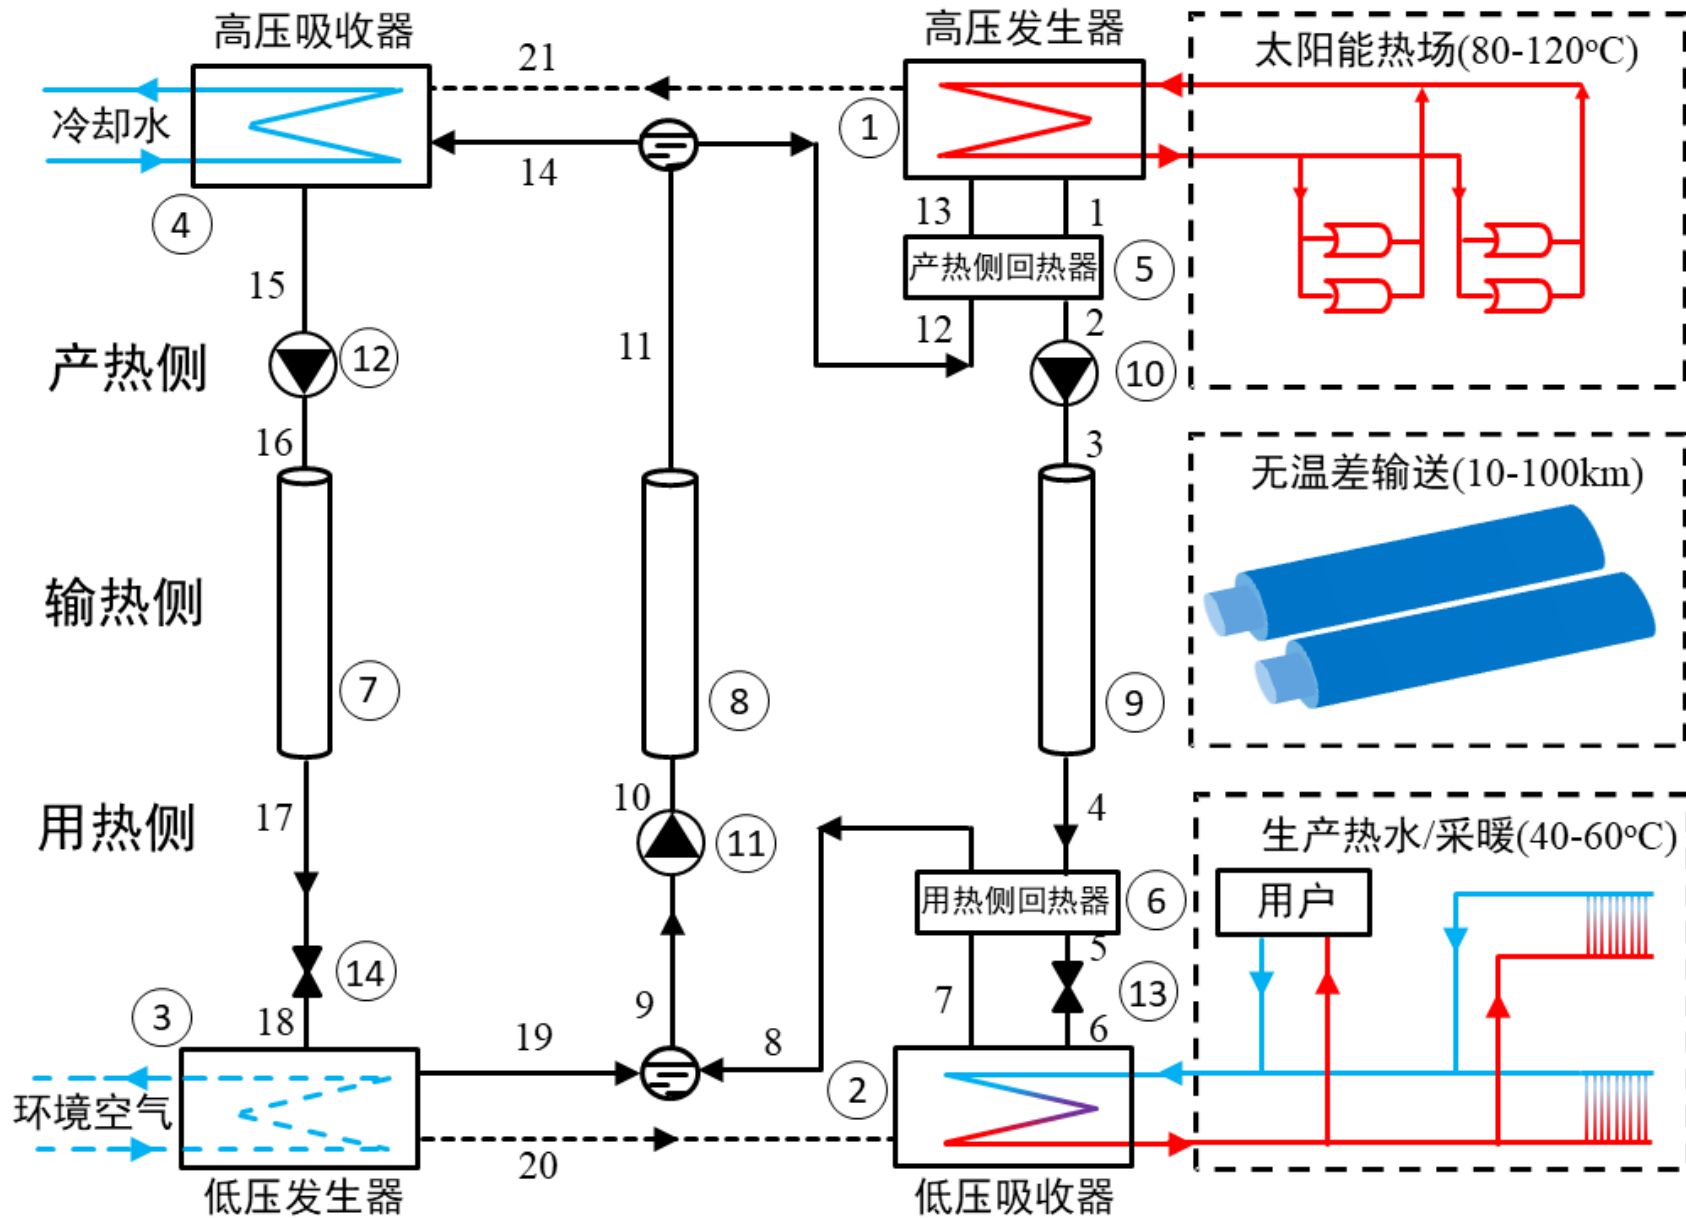 高压吸收器
21
高压发生器
太阳能热场(80-120°C)
冷却水
1
14
13
1
4
产热侧回热器
5
15
12
2
产热侧
12
11
10
16
3
无温差输送(10-100km)
输热侧
7
8
9
用热侧
17
10
11
4
生产热水/采暖(40-60°C)
用热侧回热器
6
用户
14
5
13
3
18
19
9
8
7
6
2
环境空气
20
低压发生器
低压吸收器